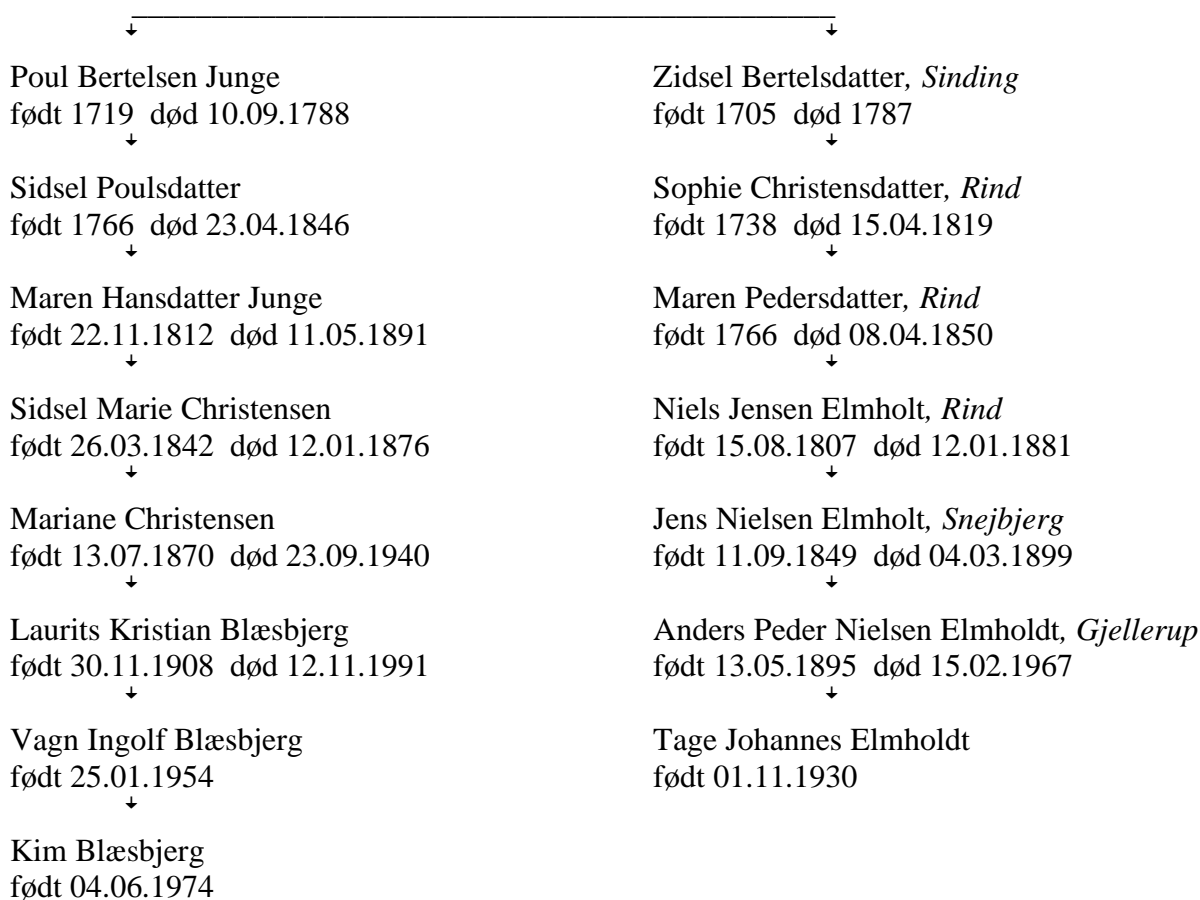 Poul Bertelsen Junge
født 1719 død 10.09.1788
Sidsel Poulsdatter
født 1766 død 23.04.1846
Maren Hansdatter Junge
født 22.11.1812 død 11.05.1891
Sidsel Marie Christensen
født 26.03.1842 død 12.01.1876
Mariane Christensen
født 13.07.1870 død 23.09.1940
Laurits Kristian Blæsbjerg
født 30.11.1908 død 12.11.1991
Vagn Ingolf Blæsbjerg
født 25.01.1954
Kim Blæsbjerg
født 04.06.1974
Zidsel Bertelsdatter, Sinding
født 1705 død 1787
Sophie Christensdatter, Rind
født 1738 død 15.04.1819
Maren Pedersdatter, Rind
født 1766 død 08.04.1850
Niels Jensen Elmholt, Rind
født 15.08.1807 død 12.01.1881
Jens Nielsen Elmholt, Snejbjerg
født 11.09.1849 død 04.03.1899
Anders Peder Nielsen Elmholdt, Gjellerup
født 13.05.1895 død 15.02.1967
Tage Johannes Elmholdt
født 01.11.1930